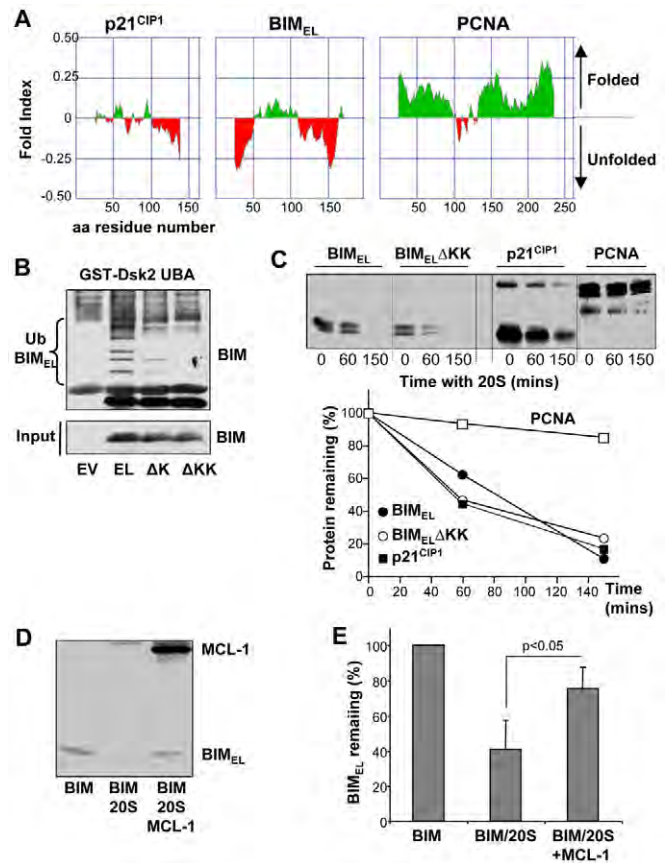 A
p21CIP1
BIMEL
PCNA
0.50
0.25
0
-0.25
0.50
Fold Index
Folded
Unfolded
50 100 150
50 100 150
50 100 150 200 250
aa residue number
B
GST-Dsk2 UBA
Ub
BIMEL
BIM
Input
BIM
EV EL ΔK ΔKK
C
BIMEL BIMELΔKK p21CIP1 PCNA
0 60 150 0 60 150 0 60 150 0 60 150
Time with 20S (mins)
Protein remaining (%)
100
80
60
40
20
0
PCNA
BIMEL
BIMELΔKK
p21CIP1
0 20 40 60 80 100 120 140
Time
(mins)
D
MCL-1
BIMEL
BIM BIM BIM
20S 20S
MCL-1
E
BIMEL remaiing (%)
100
80
60
40
20
0
p<0.05
BIM BIM/20S BIM/20S
+MCL-1